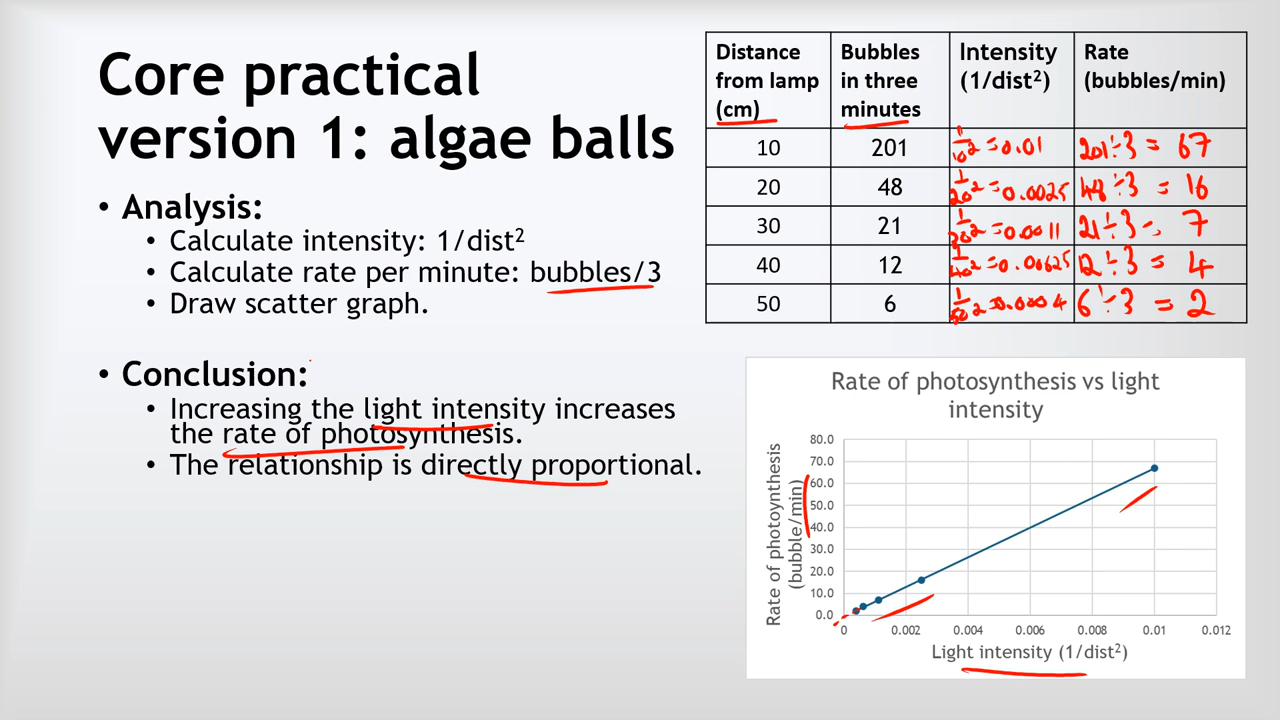 Core practical
version 1: algae balls
• Analysis:
• Calculate intensity: 1/dist²
• Calculate rate per minute: bubbles/3
• Draw scatter graph.
• Conclusion:
• Increasing the light intensity increases
the rate of photosynthesis.
• The relationship is directly proportional.
Distance from lamp (cm) Bubbles in three minutes Intensity (1/dist²) Rate (bubbles/min)
10 201 1/10² = 0.01 201÷3 = 67
20 48 1/20² = 0.0025 48÷3 = 16
30 21 1/30² = 0.0011 21÷3 = 7
40 12 1/40² = 0.00625 12÷3 = 4
50 6 1/50² = 0.0004 6÷3 = 2
Rate of photosynthesis vs light
intensity
Rate of photoynthesis
(bubble/min)
80.0
70.0
60.0
50.0
40.0
30.0
20.0
10.0
0.0
0 0.002 0.004 0.006 0.008 0.01 0.012
Light intensity (1/dist²)